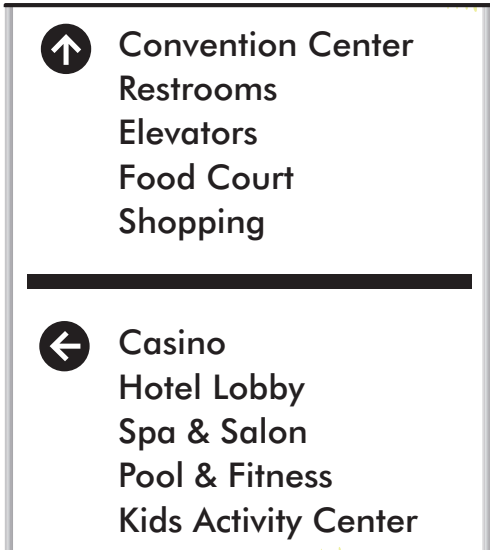 Convention Center
Restrooms
Elevators
Food Court
Shopping
Casino
Hotel Lobby
Spa & Salon
Pool & Fitness
Kids Activity Center